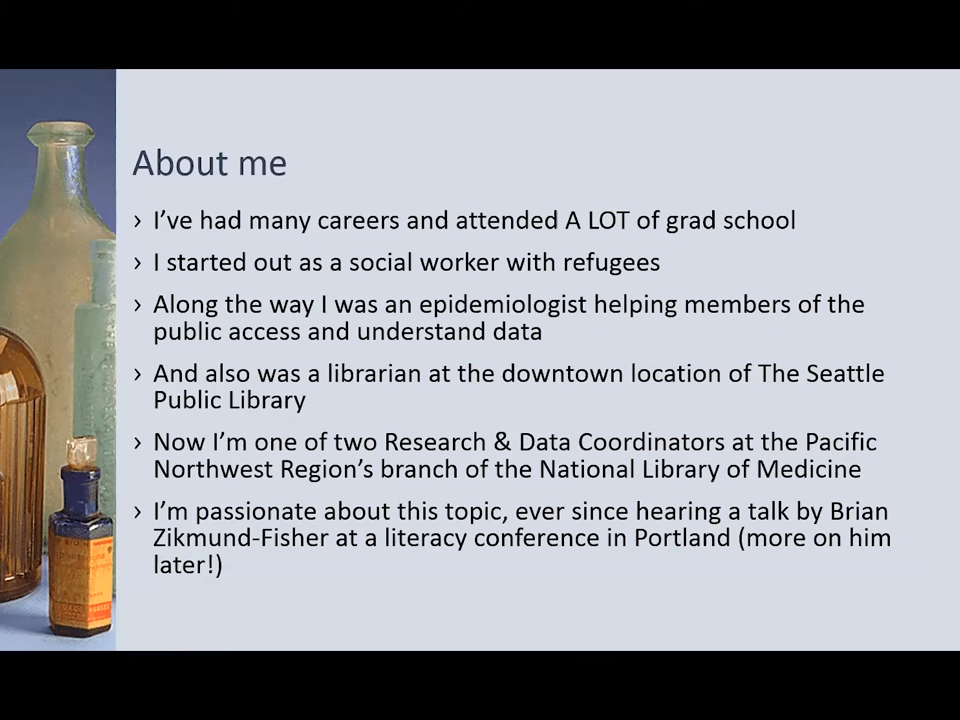 About me
› I’ve had many careers and attended A LOT of grad school
› I started out as a social worker with refugees
› Along the way I was an epidemiologist helping members of the
public access and understand data
› And also was a librarian at the downtown location of The Seattle
Public Library
› Now I’m one of two Research & Data Coordinators at the Pacific
Northwest Region’s branch of the National Library of Medicine
› I’m passionate about this topic, ever since hearing a talk by Brian
Zikmund-Fisher at a literacy conference in Portland (more on him
later!)